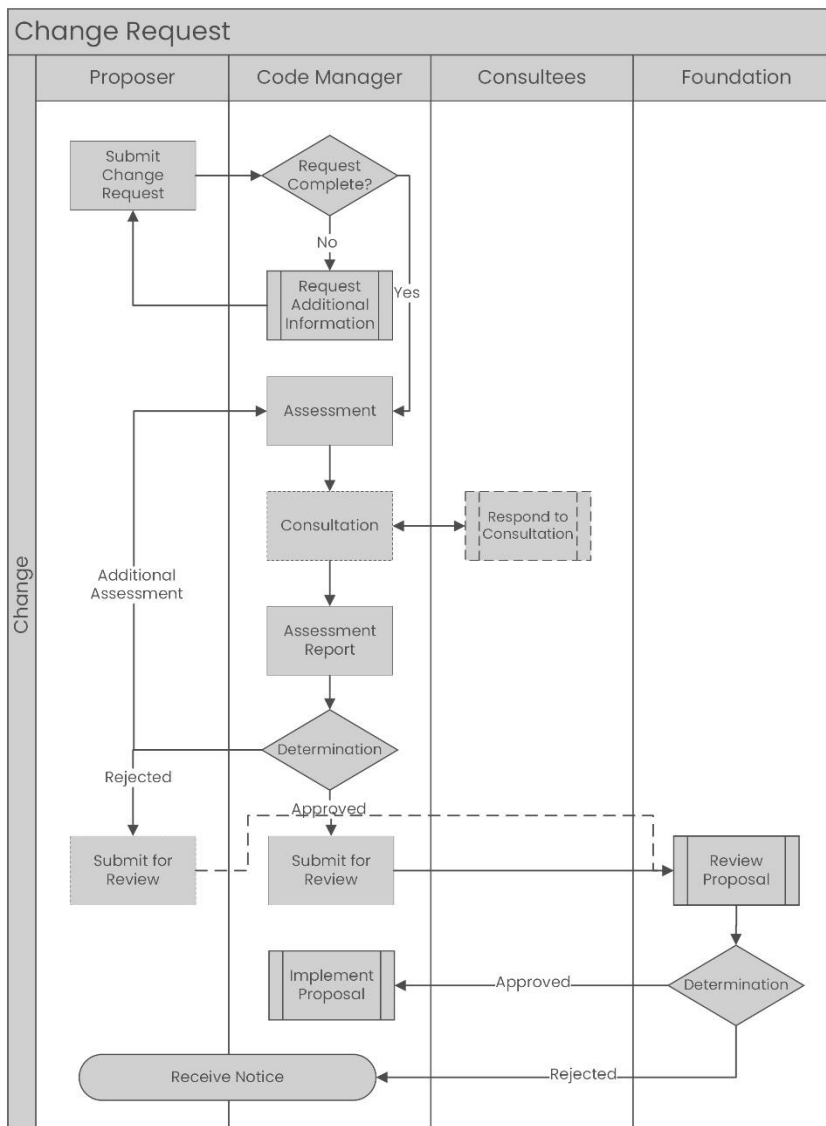 Change Request
Proposer
Code Manager
Consultees
Foundation
Change
Submit
Change
Request
Request
Complete?
No
Yes
Request
Additional
Information
Assessment
Consultation
Respond to
Consultation
Additional
Assessment
Assessment
Report
Determination
Rejected
Approved
Submit for
Review
Submit for
Review
Review
Proposal
Implement
Proposal
Approved
Determination
Receive Notice
Rejected